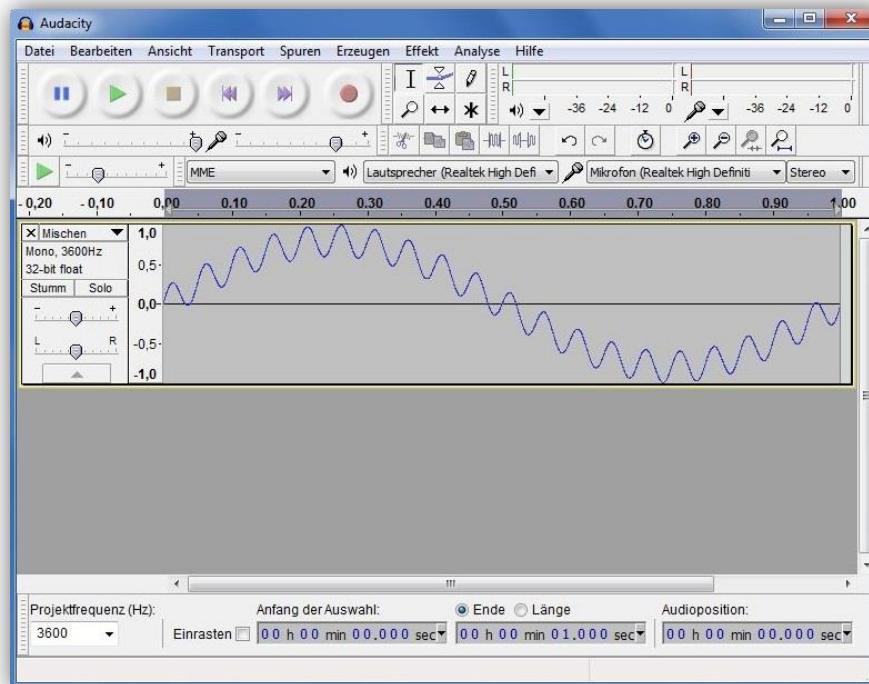 Audacity
Datei Bearbeiten Ansicht Transport Spuren Erzeugen Effekt Analyse Hilfe
L
R
-36 -24 -12 0
L
R
-36 -24 -12 0
- +
- +
- +
MME
Lautsprecher (Realtek High Defi
Mikrofon (Realtek High Definiti
Stereo
- 0,20 - 0,10 0,00 0.10 0.20 0.30 0.40 0.50 0.60 0.70 0.80 0.90 1.00
X Mischen
Mono, 3600Hz
32-bit float
Stumm Solo
- +
L R
1,0
0,5-
0,0-
-0,5-
-1,0
Projektfrequenz (Hz): Anfang der Auswahl: Ende Länge Audioposition:
3600 Einrasten 00 h 00 min 00.000 sec 00 h 00 min 01.000 sec 00 h 00 min 00.000 sec